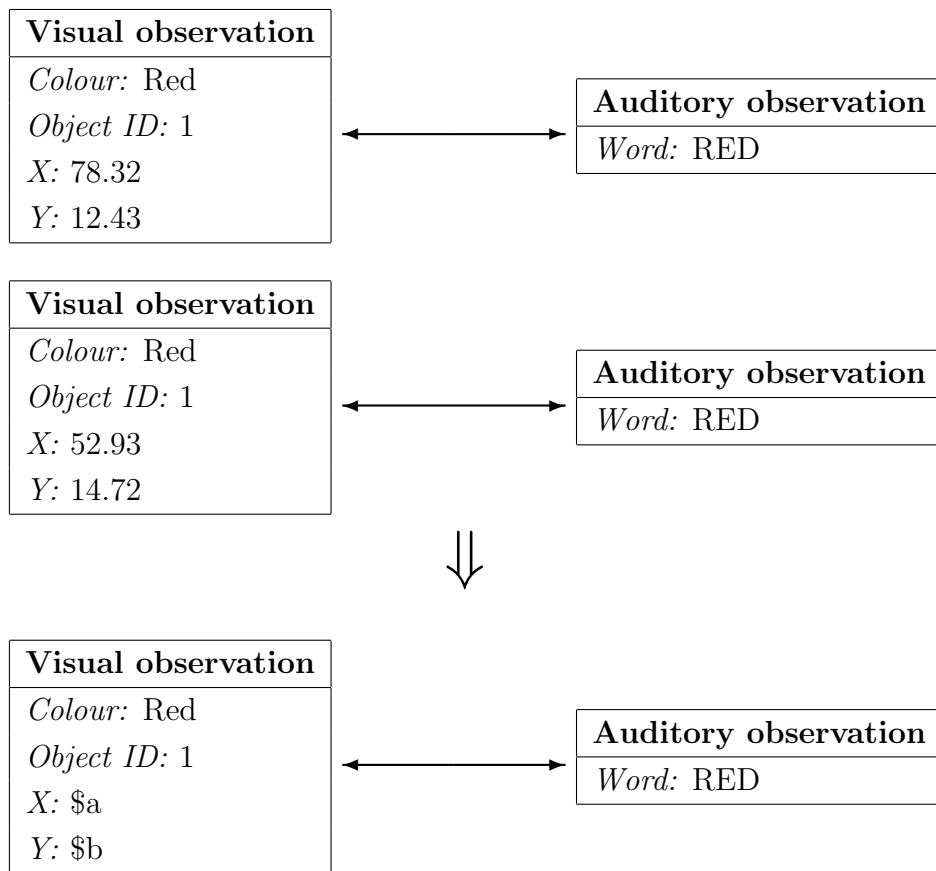 Visual observation
Colour: Red
Object ID: 1
X: 78.32
Y: 12.43
Auditory observation
Word: RED
Visual observation
Colour: Red
Object ID: 1
X: 52.93
Y: 14.72
Auditory observation
Word: RED
⇓
Visual observation
Colour: Red
Object ID: 1
X: $a
Y: $b
Auditory observation
Word: RED